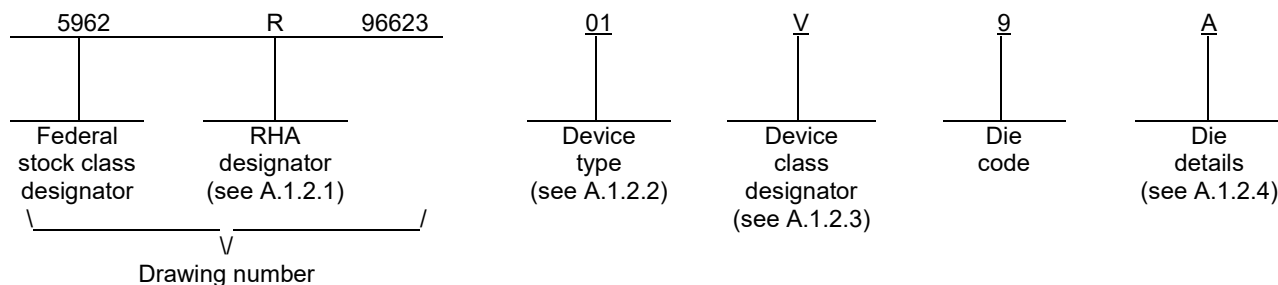 5962 R 96623 01 V 9 A
Federal stock class designator
RHA designator (see A.1.2.1)
Device type (see A.1.2.2)
Device class designator (see A.1.2.3)
Die code
Die details (see A.1.2.4)
Drawing number